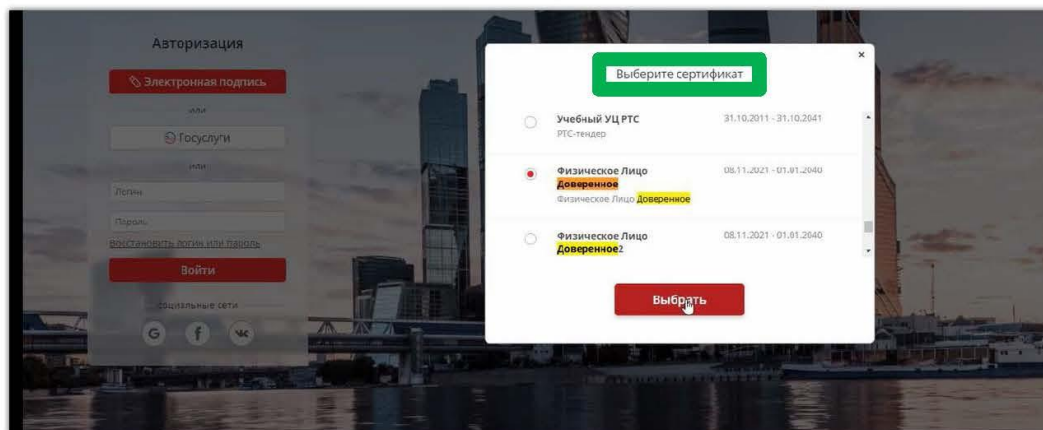 Авторизация
Электронная подпись
или
Госуслуги
или
Логин
Пароль
Восстановить логин или пароль
Войти
социальные сети
G f
Выберите сертификат
×
Учебный УЦ РТС 31.10.2011 - 31.10.2041
РТС-тендер
Физическое Лицо 08.11.2021 - 01.01.2040
Доверенное
Физическое Лицо Доверенное
Физическое Лицо 08.11.2021 - 01.01.2040
Доверенное2
Выбрать